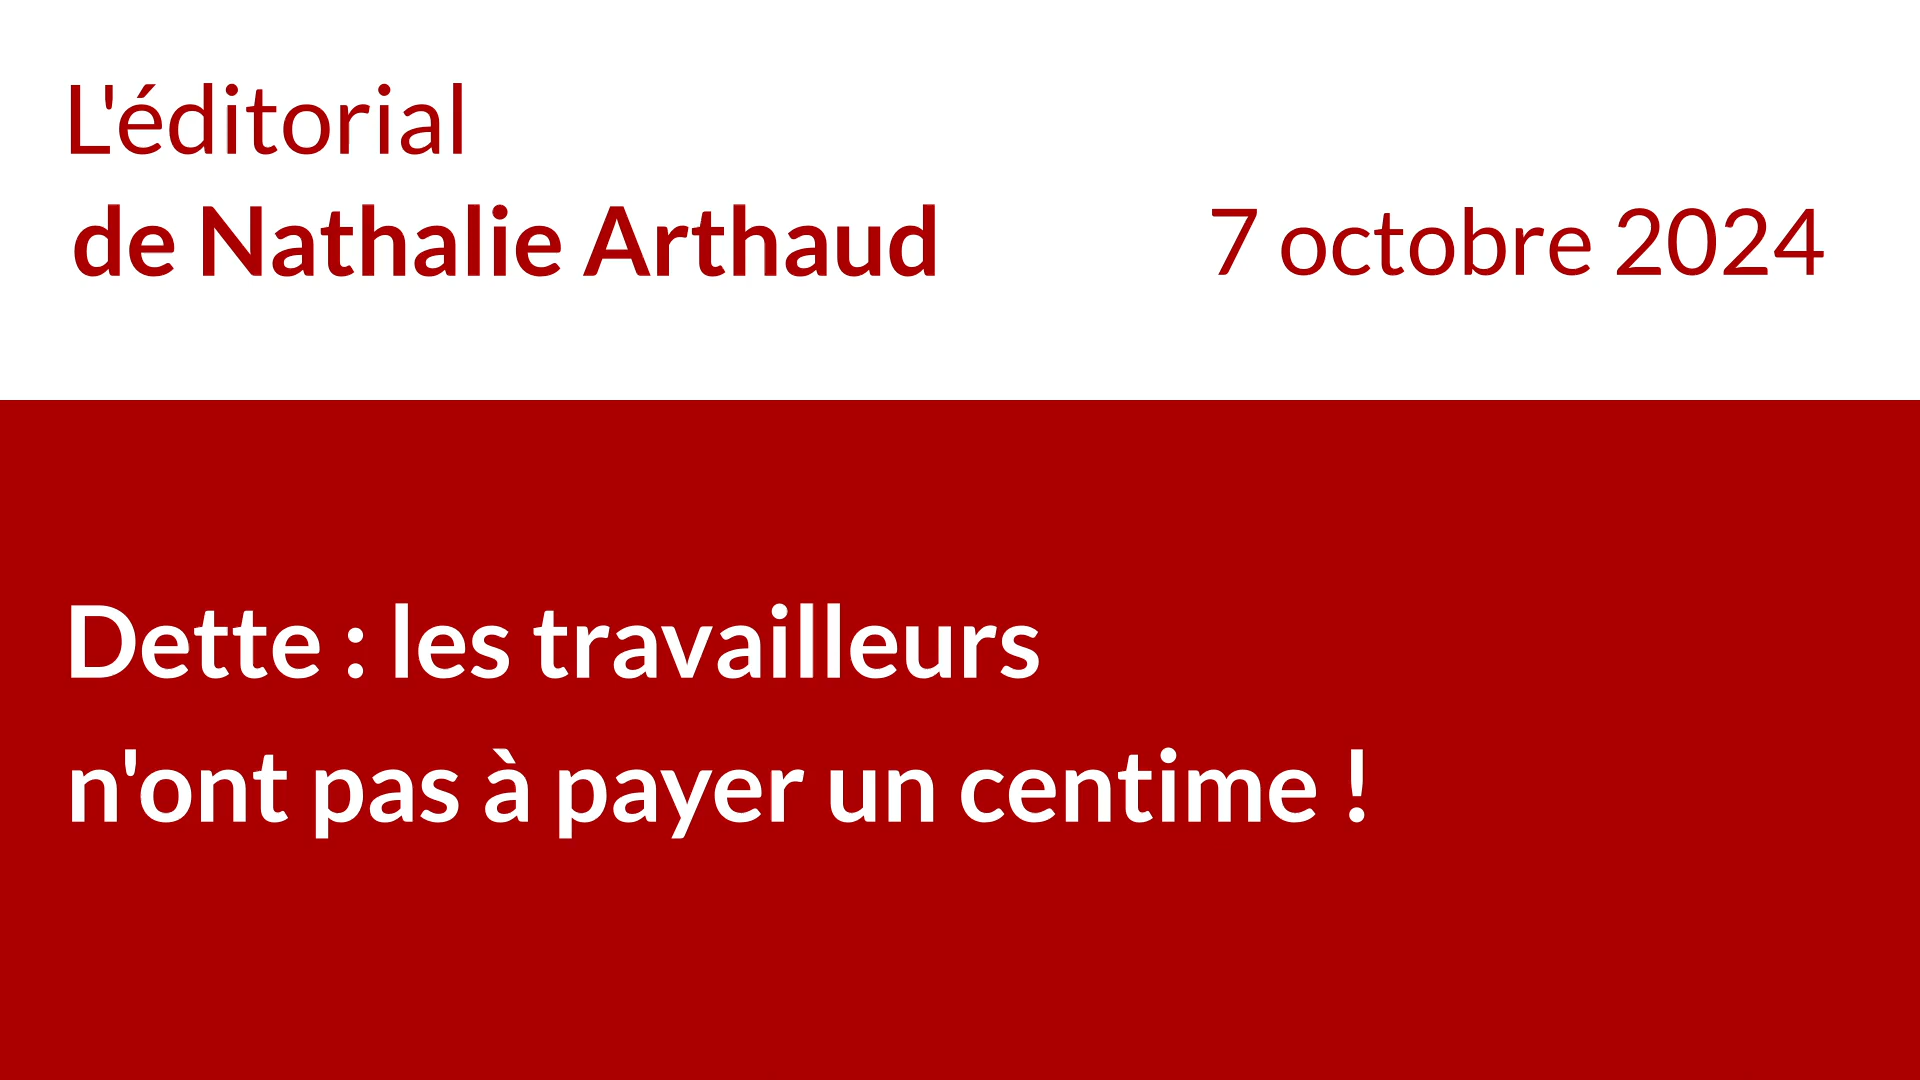 L'éditorial
de Nathalie Arthaud
7 octobre 2024
Dette : les travailleurs
n'ont pas à payer un centime !